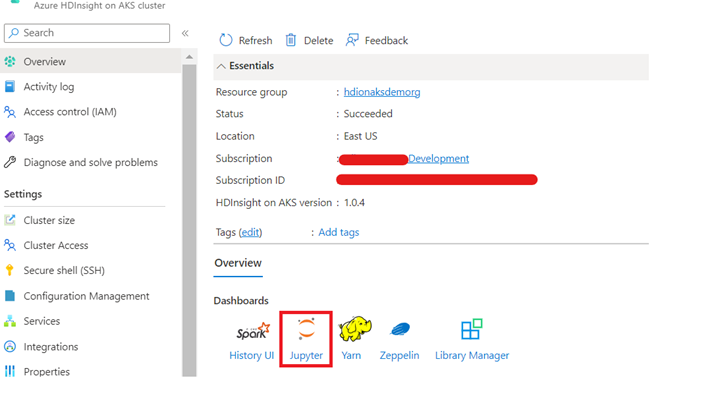 Azure HDInsight on AKS cluster
Search
Overview
Activity log
Access control (IAM)
Tags
Diagnose and solve problems
Settings
Cluster size
Cluster Access
Secure shell (SSH)
Configuration Management
Services
Integrations
Properties
Refresh Delete Feedback
Essentials
Resource group : hdionaksdemorg
Status : Succeeded
Location : East US
Subscription : Development
Subscription ID
HDInsight on AKS version : 1.0.4
Tags (edit) : Add tags
Overview
Dashboards
Spark
History UI Jupyter Yarn Zeppelin Library Manager